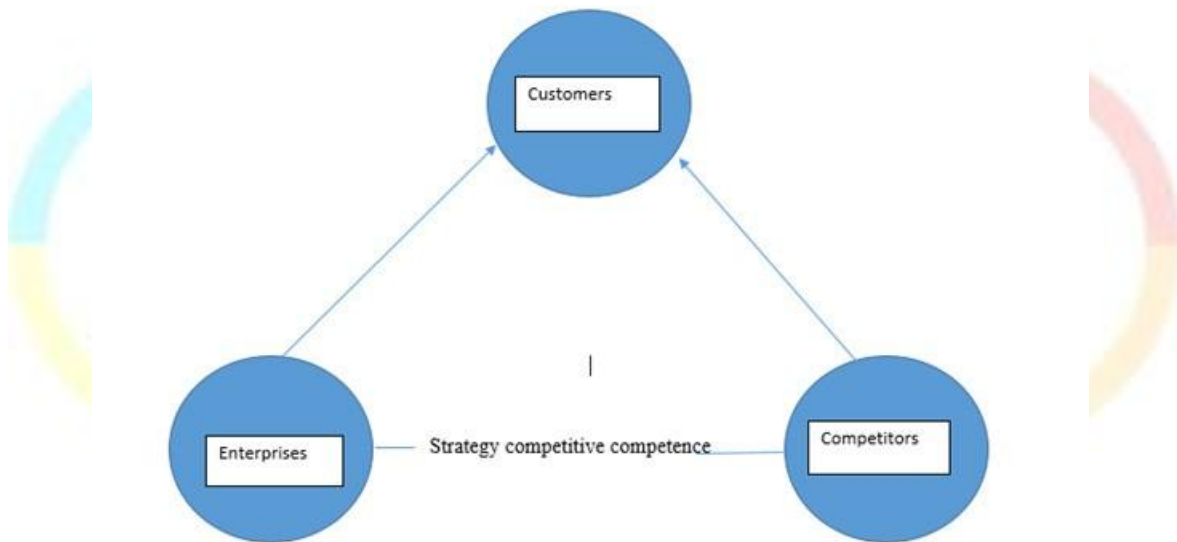 Customers
Enterprises
Strategy competitive competence
Competitors